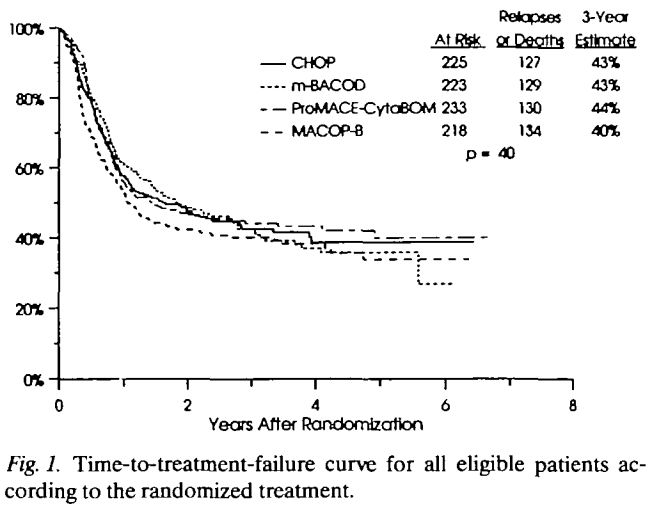 Relapses 3-Year
At Risk or Deaths Estimate
CHOP 225 127 43%
m-BACOD 223 129 43%
ProMACE-CytaBOM 233 130 44%
MACOP-B 218 134 40%
p = 40
100%
80%
60%
40%
20%
0%
0 2 4 6 8
Years After Randomization
Fig. 1. Time-to-treatment-failure curve for all eligible patients ac-
cording to the randomized treatment.